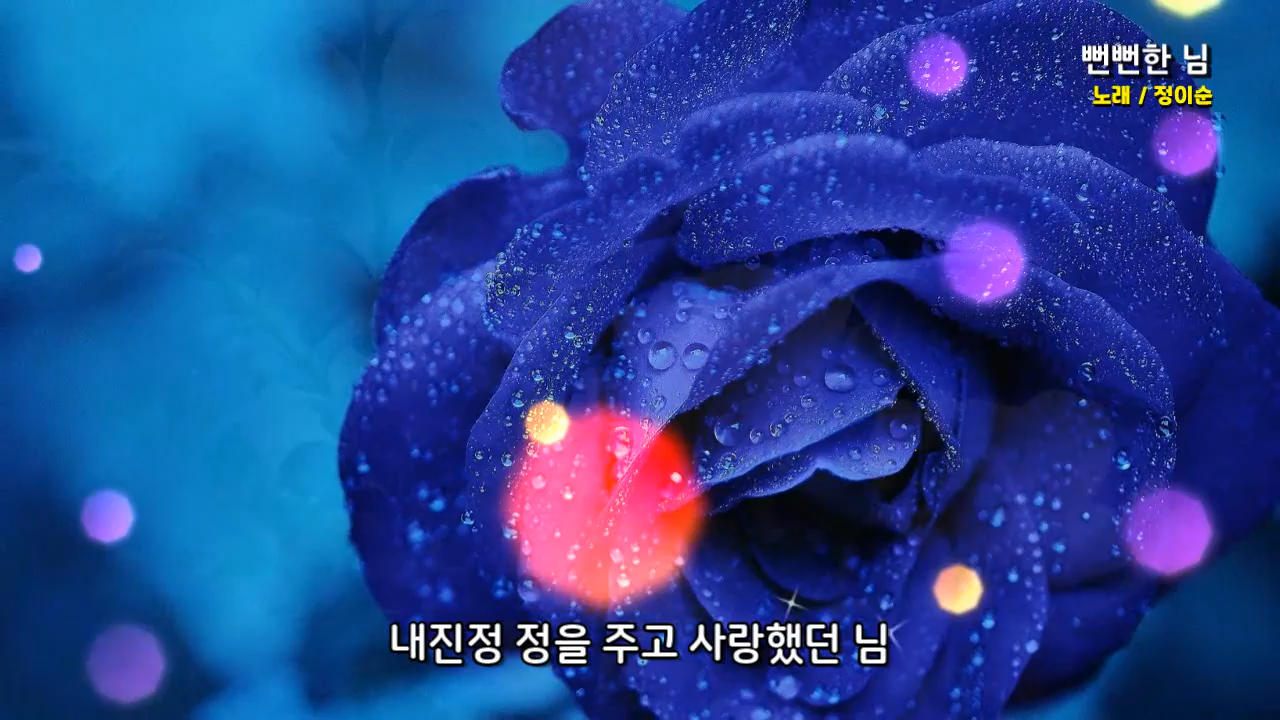 뻔뻔한 님
노래 / 정이순
내진정 정을 주고 사랑했던 님